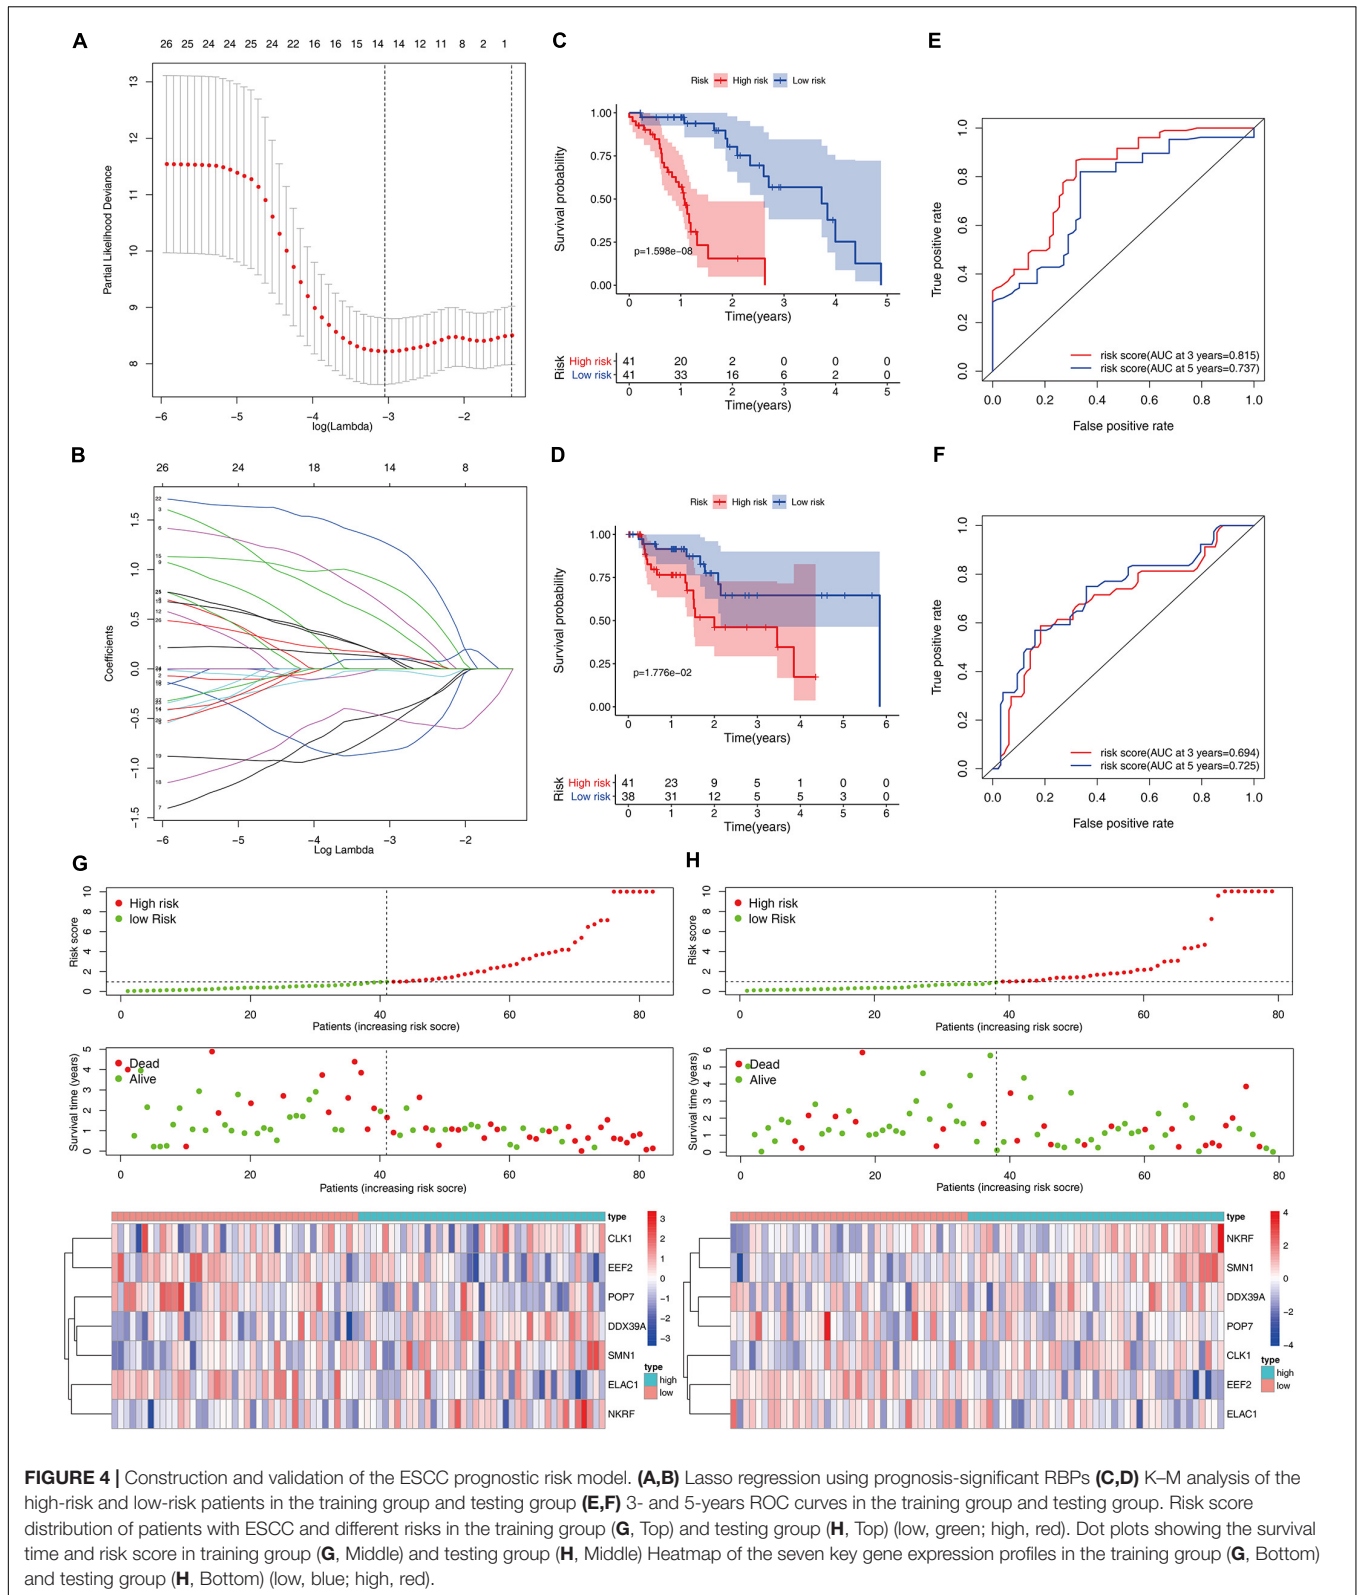 A
26 25 24 24 25 24 22 16 16 15 14 14 12 11 8 2 1
Partial Likelihood Deviance
13
12
11
10
9
8
−6 −5 −4 −3 −2
log(Lambda)
B
26 24 18 14 8
Coefficients
1.5
1.0
0.5
0.0
−0.5
−1.0
−1.5
22
3
6
15
9
12
26
1
2
14
19
18
7
−6 −5 −4 −3 −2
Log Lambda
C
Risk High risk Low risk
Survival probability
1.00
0.75
0.50
0.25
0.00
p=1.598e−08
0 1 2 3 4 5
Time(years)
Risk
High risk 41 20 2 0 0 0
Low risk 41 33 16 6 2 0
0 1 2 3 4 5
Time(years)
D
Risk High risk Low risk
Survival probability
1.00
0.75
0.50
0.25
0.00
p=1.776e−02
0 1 2 3 4 5 6
Time(years)
Risk
High risk 41 23 9 5 1 0 0
Low risk 38 31 12 5 5 3 0
0 1 2 3 4 5 6
Time(years)
E
True positive rate
1.0
0.8
0.6
0.4
0.2
0.0
risk score(AUC at 3 years=0.815)
risk score(AUC at 5 years=0.737)
0.0 0.2 0.4 0.6 0.8 1.0
False positive rate
F
True positive rate
1.0
0.8
0.6
0.4
0.2
0.0
risk score(AUC at 3 years=0.694)
risk score(AUC at 5 years=0.725)
0.0 0.2 0.4 0.6 0.8 1.0
False positive rate
G
Risk score
10
8
6
4
2
0
High risk
low Risk
0 20 40 60 80
Patients (increasing risk socre)
Survival time (years)
5
4
3
2
1
0
Dead
Alive
0 20 40 60 80
Patients (increasing risk socre)
type
CLK1
EEF2
POP7
DDX39A
SMN1
ELAC1
NKRF
3
2
1
0
−1
−2
−3
type
high
low
H
Risk score
10
8
6
4
2
0
High risk
low Risk
0 20 40 60 80
Patients (increasing risk socre)
Survival time (years)
6
5
4
3
2
1
0
Dead
Alive
0 20 40 60 80
Patients (increasing risk socre)
type
NKRF
SMN1
DDX39A
POP7
CLK1
EEF2
ELAC1
4
2
0
−2
−4
type
high
low
FIGURE 4 | Construction and validation of the ESCC prognostic risk model. (A,B) Lasso regression using prognosis-significant RBPs (C,D) K–M analysis of the
high-risk and low-risk patients in the training group and testing group (E,F) 3- and 5-years ROC curves in the training group and testing group. Risk score
distribution of patients with ESCC and different risks in the training group (G, Top) and testing group (H, Top) (low, green; high, red). Dot plots showing the survival
time and risk score in training group (G, Middle) and testing group (H, Middle) Heatmap of the seven key gene expression profiles in the training group (G, Bottom)
and testing group (H, Bottom) (low, blue; high, red).